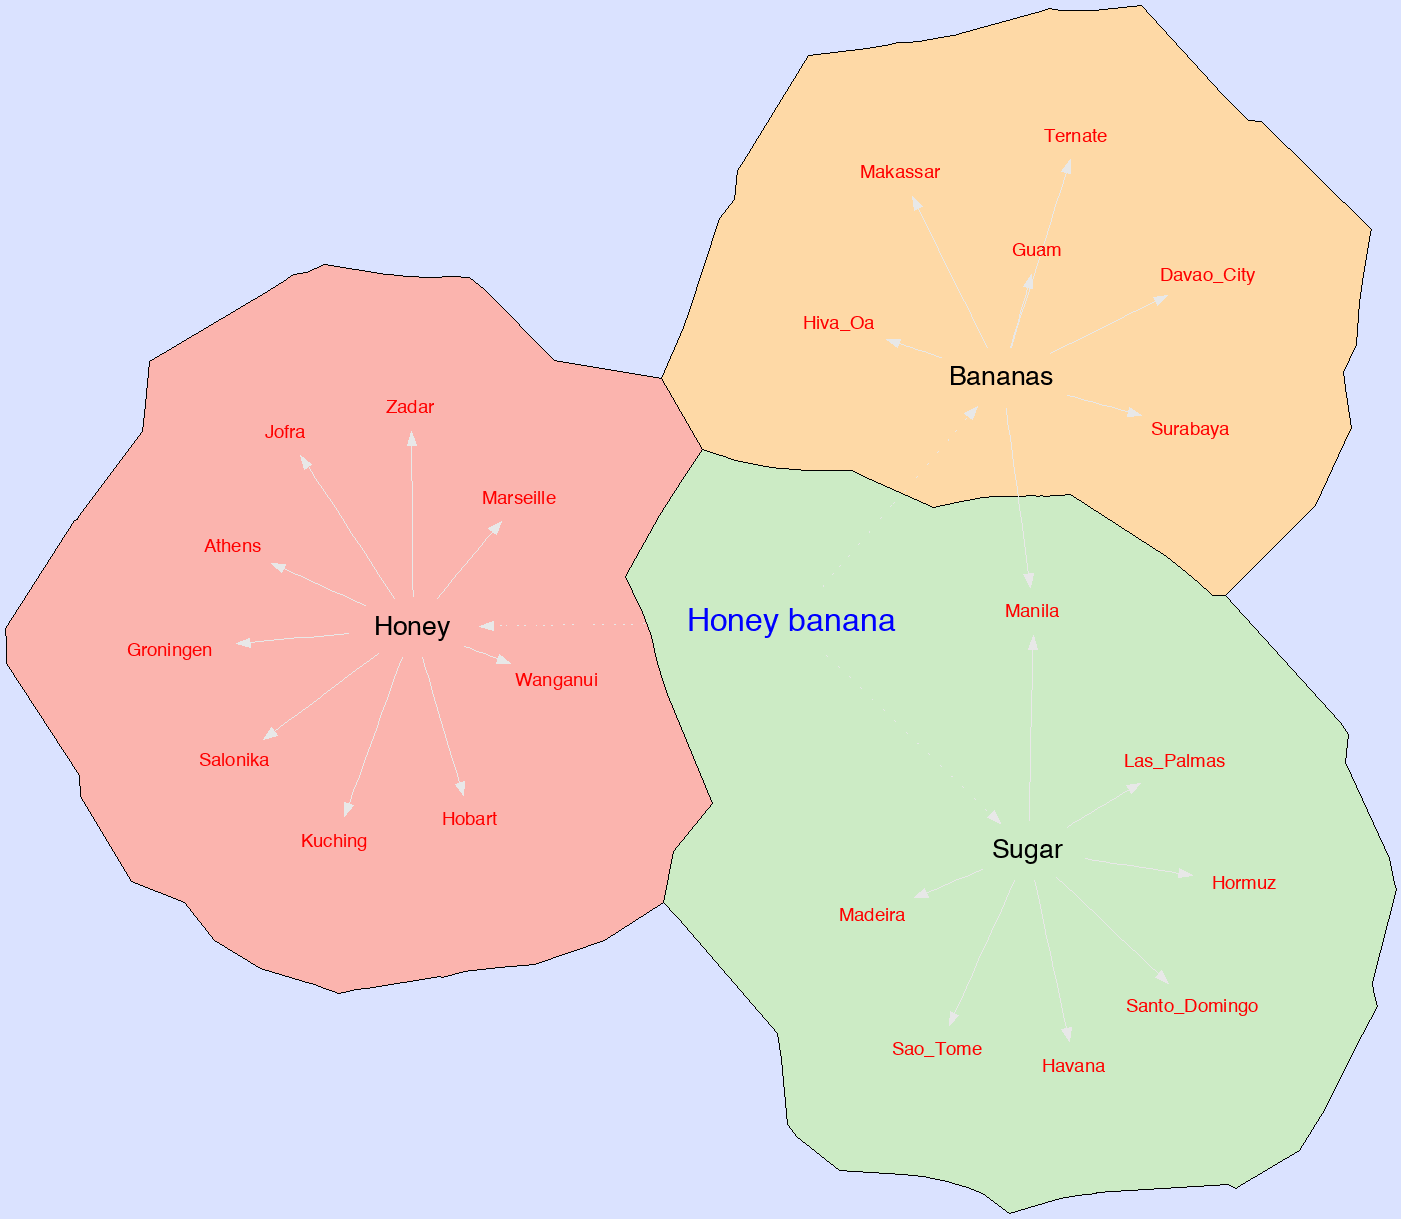 Ternate
Makassar
Guam
Davao_City
Hiva_Oa
Bananas
Surabaya
Zadar
Jofra
Marseille
Athens
Honey
Groningen
Wanganui
Salonika
Hobart
Kuching
Honey banana
Manila
Las_Palmas
Sugar
Hormuz
Madeira
Santo_Domingo
Sao_Tome
Havana